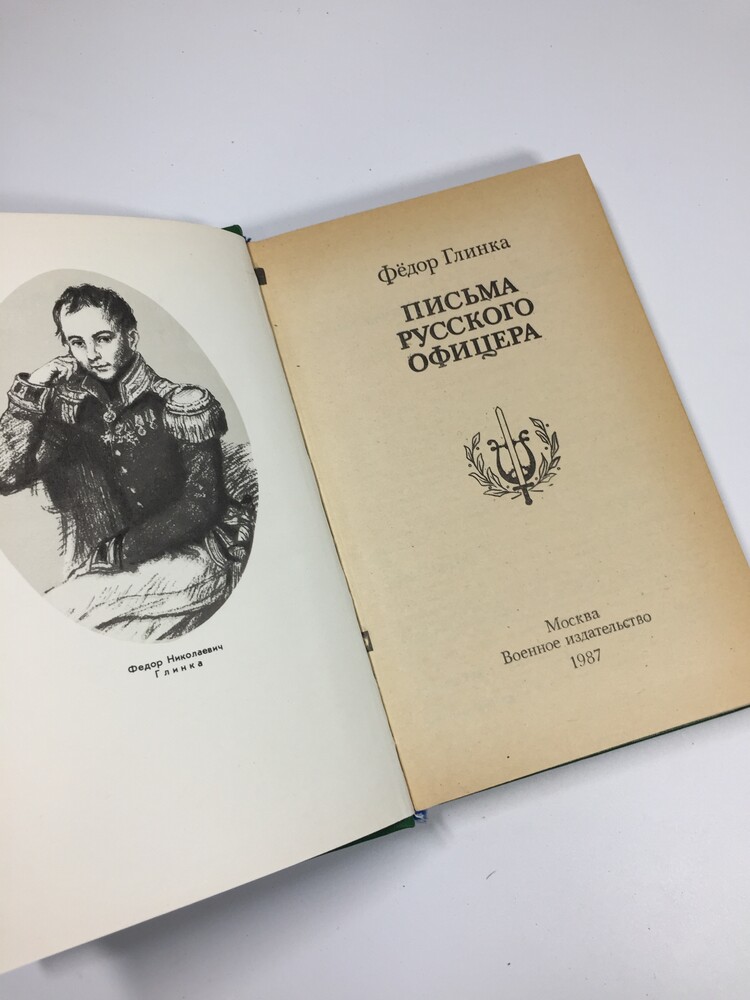 Федор Николаевич
Глинка
Фёдор Глинка
ПИСЬМА
РУССКОГО
ОФИЦЕРА
Москва
Военное издательство
1987